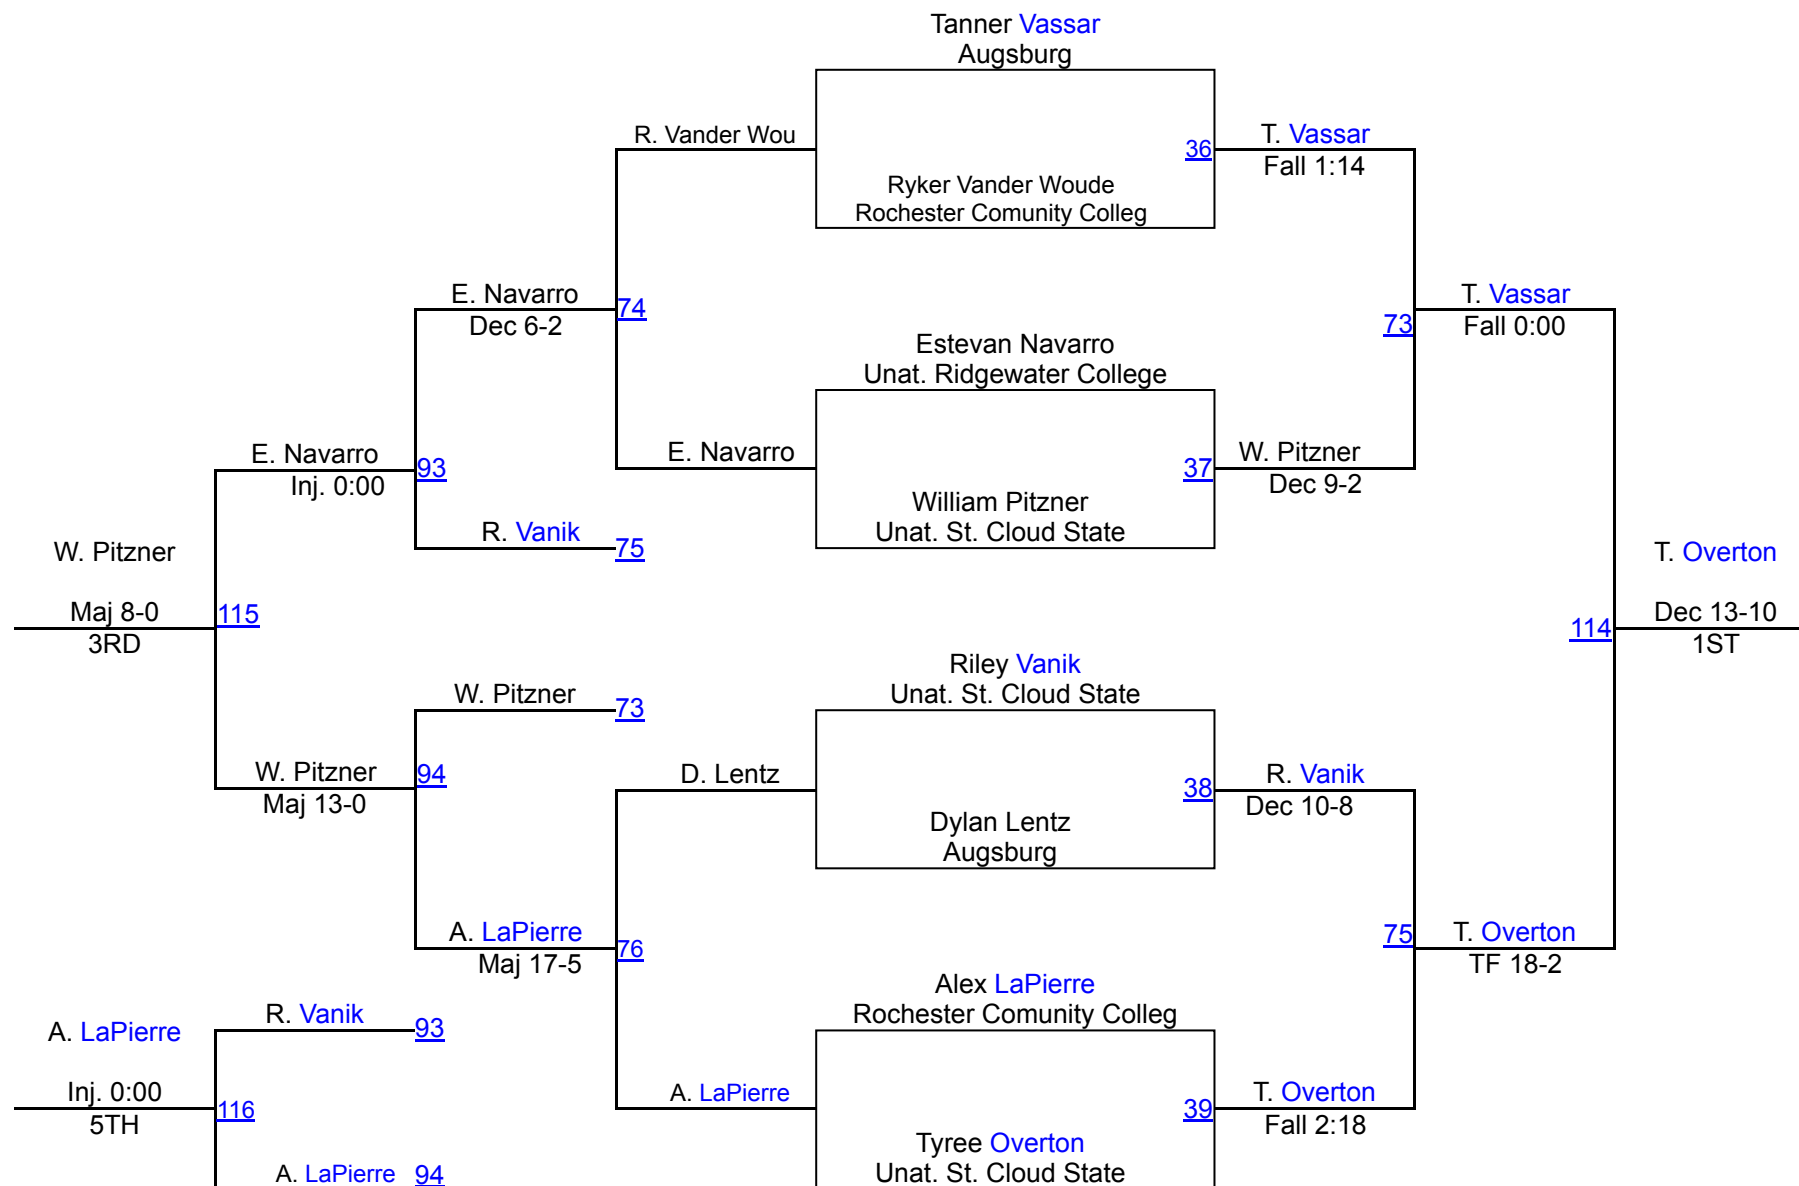 Tanner Vassar
Augsburg
R. Vander Wou
36
T. Vassar
Fall 1:14
Ryker Vander Woude
Rochester Comunity Colleg
E. Navarro
Dec 6-2
74
T. Vassar
Fall 0:00
73
Estevan Navarro
Unat. Ridgewater College
E. Navarro
Inj. 0:00
93
E. Navarro
37
W. Pitzner
Dec 9-2
William Pitzner
Unat. St. Cloud State
R. Vanik
75
W. Pitzner
Maj 8-0
3RD
115
T. Overton
Dec 13-10
1ST
114
Riley Vanik
Unat. St. Cloud State
W. Pitzner
73
W. Pitzner
Maj 13-0
94
D. Lentz
38
R. Vanik
Dec 10-8
Dylan Lentz
Augsburg
A. LaPierre
Maj 17-5
76
75
T. Overton
TF 18-2
Alex LaPierre
Rochester Comunity Colleg
R. Vanik
93
A. LaPierre
Inj. 0:00
5TH
116
A. LaPierre
39
T. Overton
Fall 2:18
Tyree Overton
Unat. St. Cloud State
A. LaPierre
94